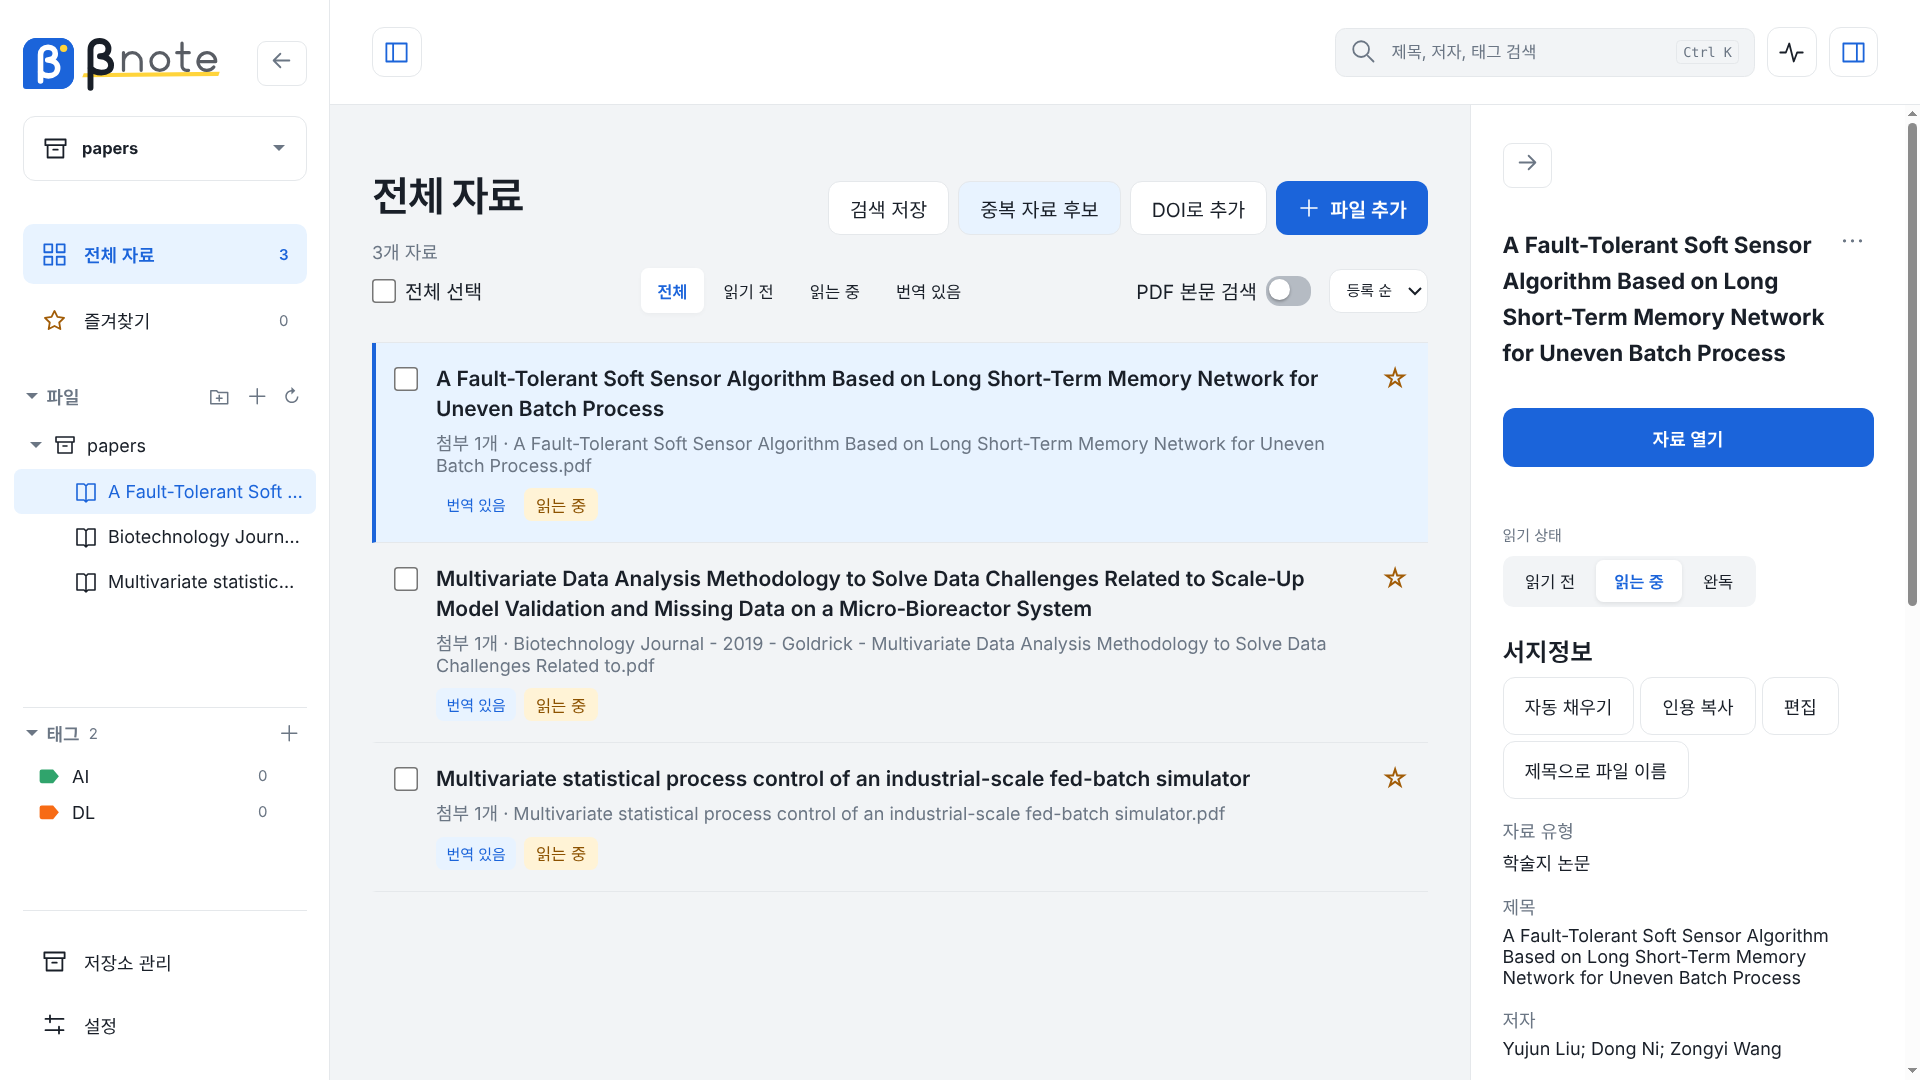 β βnote
papers
전체 자료 3
즐겨찾기 0
파일
papers
A Fault-Tolerant Soft ...
Biotechnology Journ...
Multivariate statistic...
태그 2
AI 0
DL 0
저장소 관리
설정
제목, 저자, 태그 검색 Ctrl K
전체 자료
검색 저장 중복 자료 후보 DOI로 추가 파일 추가
3개 자료
전체 선택 전체 읽기 전 읽는 중 번역 있음 PDF 본문 검색 등록 순
A Fault-Tolerant Soft Sensor Algorithm Based on Long Short-Term Memory Network for
Uneven Batch Process
첨부 1개 · A Fault-Tolerant Soft Sensor Algorithm Based on Long Short-Term Memory Network for Uneven
Batch Process.pdf
번역 있음 읽는 중
Multivariate Data Analysis Methodology to Solve Data Challenges Related to Scale-Up
Model Validation and Missing Data on a Micro-Bioreactor System
첨부 1개 · Biotechnology Journal - 2019 - Goldrick - Multivariate Data Analysis Methodology to Solve Data
Challenges Related to.pdf
번역 있음 읽는 중
Multivariate statistical process control of an industrial-scale fed-batch simulator
첨부 1개 · Multivariate statistical process control of an industrial-scale fed-batch simulator.pdf
번역 있음 읽는 중
A Fault-Tolerant Soft Sensor
Algorithm Based on Long
Short-Term Memory Network
for Uneven Batch Process
자료 열기
읽기 상태
읽기 전 읽는 중 완독
서지정보
자동 채우기 인용 복사 편집
제목으로 파일 이름
자료 유형
학술지 논문
제목
A Fault-Tolerant Soft Sensor Algorithm
Based on Long Short-Term Memory
Network for Uneven Batch Process
저자
Yujun Liu; Dong Ni; Zongyi Wang